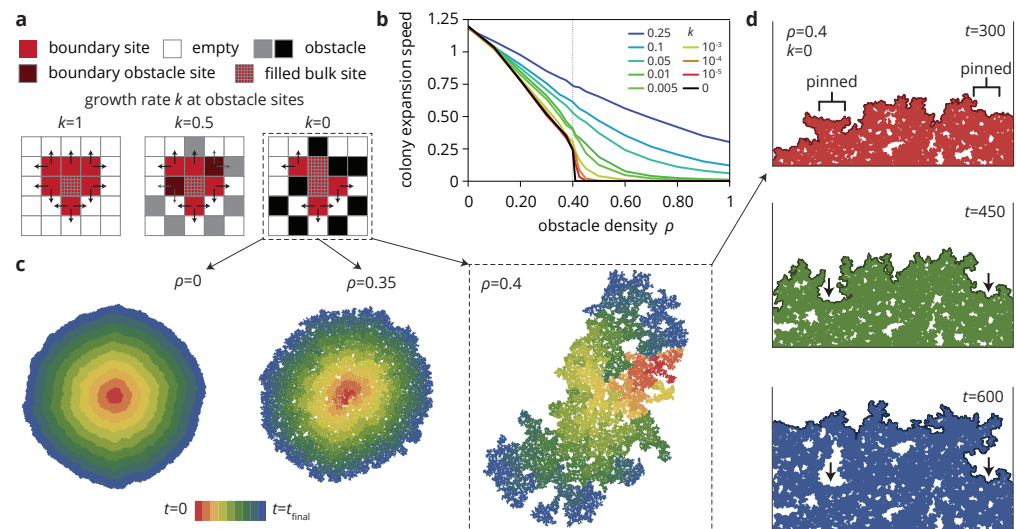 a
boundary site
empty
obstacle
boundary obstacle site
filled bulk site
growth rate k at obstacle sites
k=1
k=0.5
k=0
b
colony expansion speed
1.25
1
0.75
0.50
0.25
0
0
0.20
0.40
0.60
0.8
1
obstacle density ρ
k
0.25
0.1
0.05
0.01
0.005
10⁻³
10⁻⁴
10⁻⁵
0
c
ρ=0
ρ=0.35
ρ=0.4
t=0
t=t_final
d
ρ=0.4
k=0
t=300
pinned
pinned
t=450
t=600